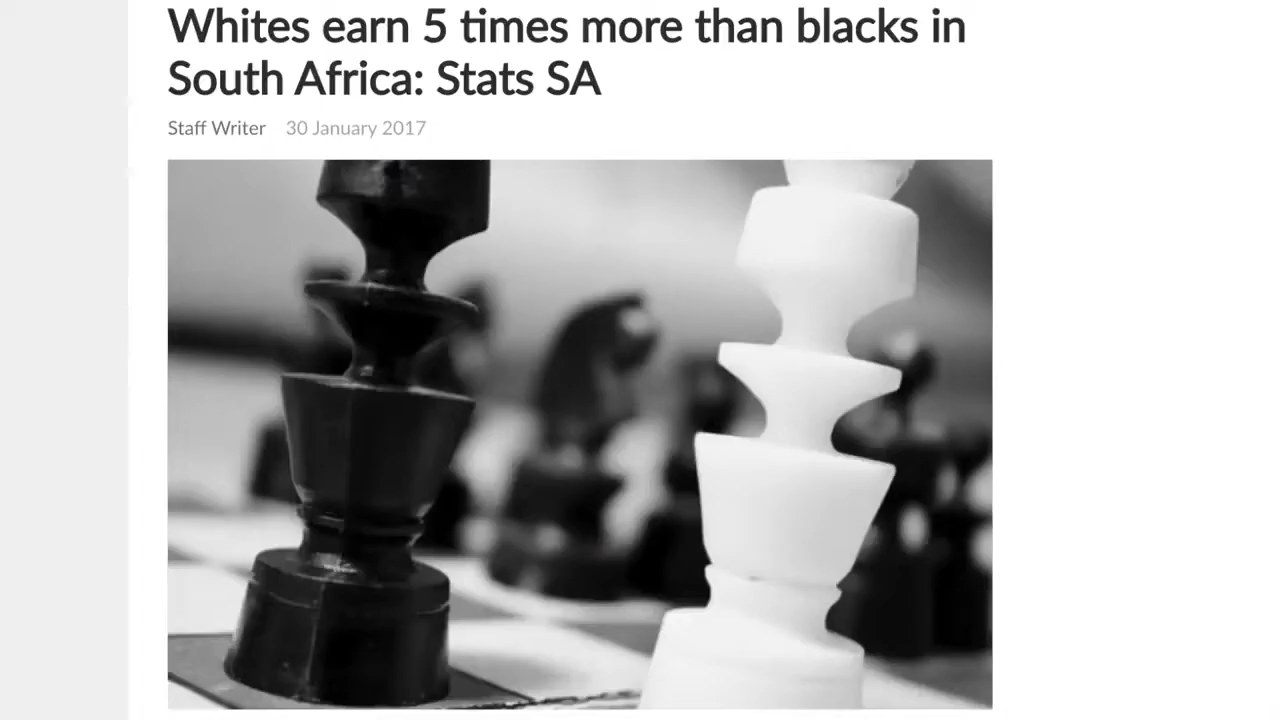 Whites earn 5 times more than blacks in
South Africa: Stats SA
Staff Writer 30 January 2017